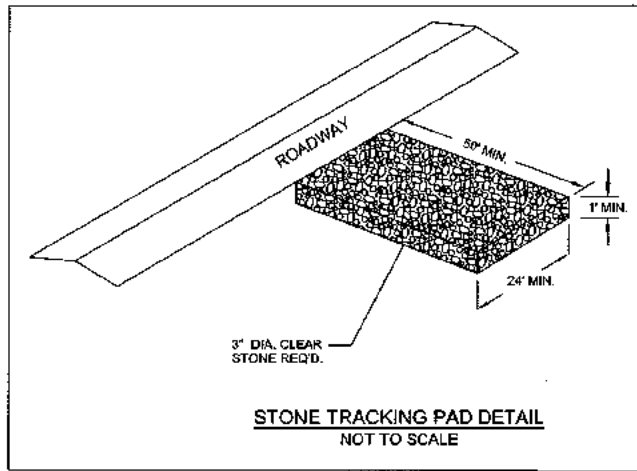 ROADWAY
50' MIN.
1' MIN.
24' MIN.
3" DIA. CLEAR
STONE REQ'D.
STONE TRACKING PAD DETAIL
NOT TO SCALE